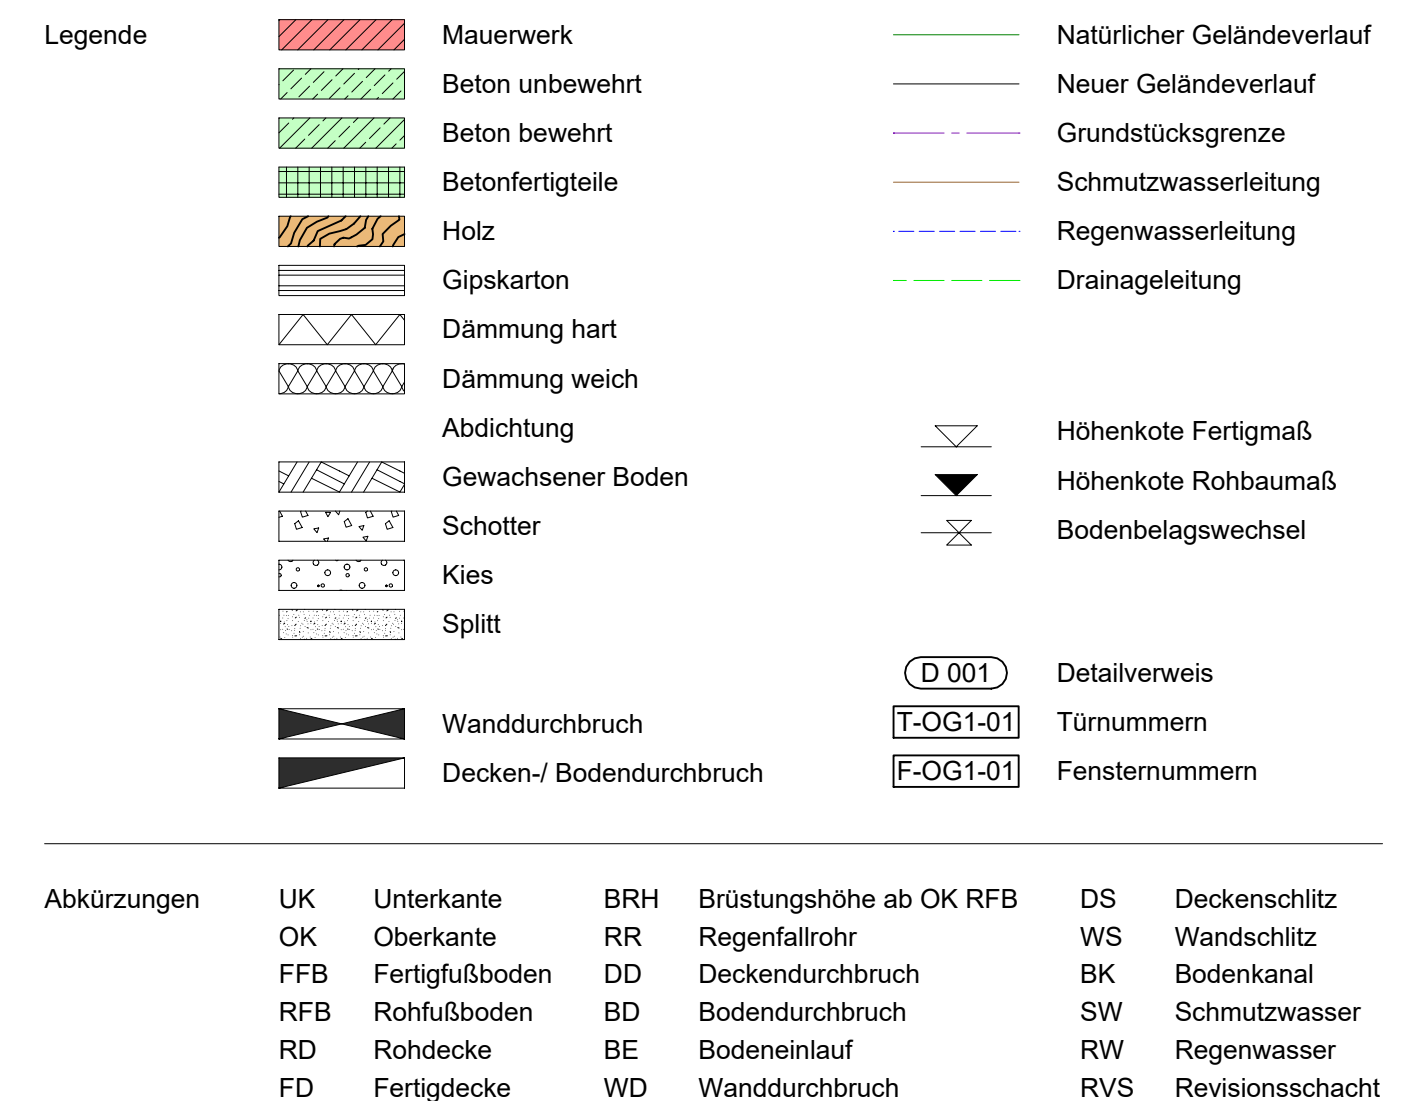 Legende Mauerwerk Natürlicher Geländeverlauf
Beton unbewehrt Neuer Geländeverlauf
Beton bewehrt Grundstücksgrenze
Betonfertigteile Schmutzwasserleitung
Holz Regenwasserleitung
Gipskarton Drainageleitung
Dämmung hart
Dämmung weich
Abdichtung Höhenkote Fertigmaß
Gewachsener Boden Höhenkote Rohbaumaß
Schotter Bodenbelagswechsel
Kies
Splitt
D 001 Detailverweis
Wanddurchbruch T-OG1-01 Türnummern
Decken-/ Bodendurchbruch F-OG1-01 Fensternummern
Abkürzungen UK Unterkante BRH Brüstungshöhe ab OK RFB DS Deckenschlitz
OK Oberkante RR Regenfallrohr WS Wandschlitz
FFB Fertigfußboden DD Deckendurchbruch BK Bodenkanal
RFB Rohfußboden BD Bodendurchbruch SW Schmutzwasser
RD Rohdecke BE Bodeneinlauf RW Regenwasser
FD Fertigdecke WD Wanddurchbruch RVS Revisionsschacht